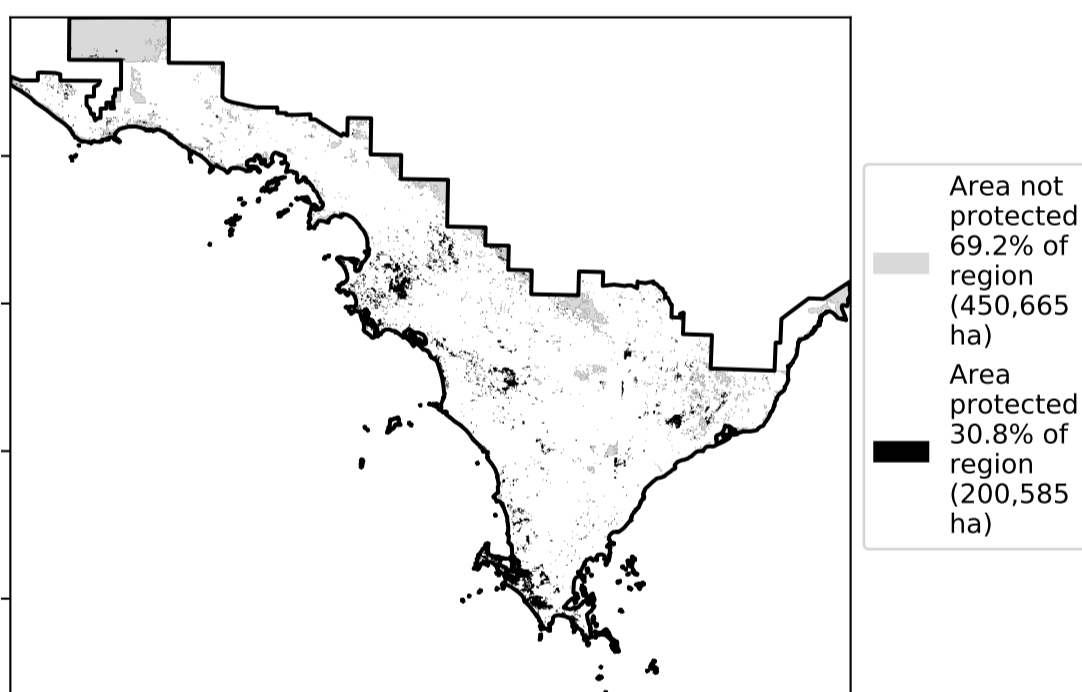 Area not
protected
69.2% of
region
(450,665
ha)
Area
protected
30.8% of
region
(200,585
ha)